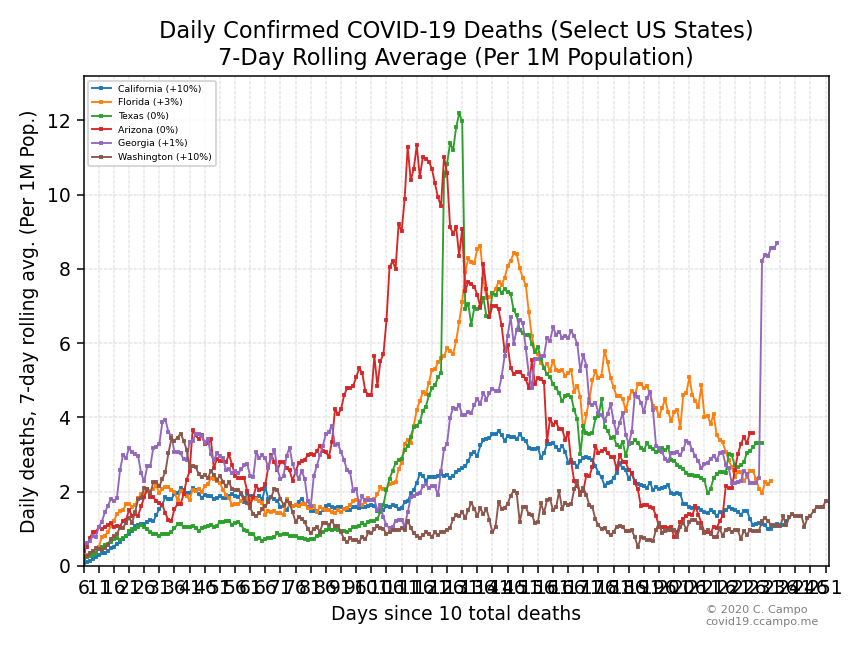 Daily Confirmed COVID-19 Deaths (Select US States)
7-Day Rolling Average (Per 1M Population)
California (+10%)
Florida (+3%)
Texas (0%)
Arizona (0%)
Georgia (+1%)
Washington (+10%)
Daily deaths, 7-day rolling avg. (Per 1M Pop.)
12
10
8
6
4
2
0
Days since 10 total deaths
© 2020 C. Campo
covid19.ccampo.me